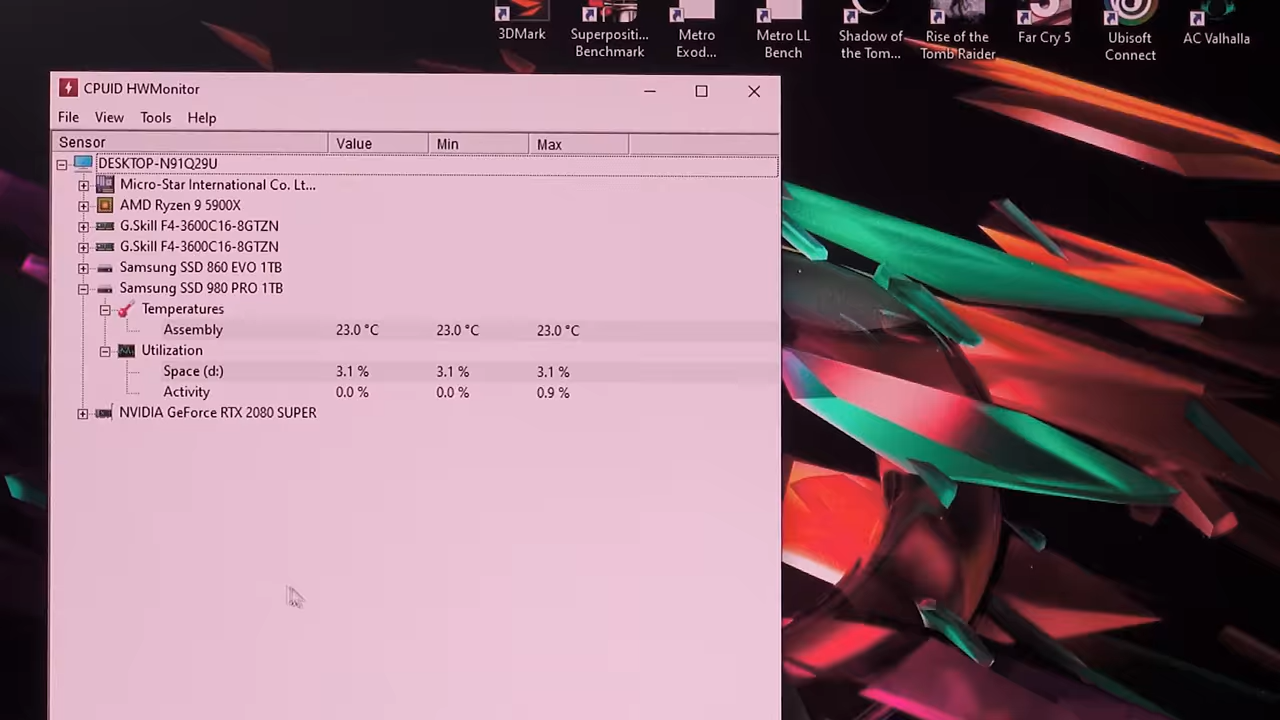 3DMark
Superpositi...
Benchmark
Metro
Exod...
Metro LL
Bench
Shadow of
the Tom...
Rise of the
Tomb Raider
Far Cry 5
Ubisoft
Connect
AC Valhalla
CPUID HWMonitor
File View Tools Help
Sensor Value Min Max
DESKTOP-N91Q29U
Micro-Star International Co. Lt...
AMD Ryzen 9 5900X
G.Skill F4-3600C16-8GTZN
G.Skill F4-3600C16-8GTZN
Samsung SSD 860 EVO 1TB
Samsung SSD 980 PRO 1TB
Temperatures
Assembly 23.0 °C 23.0 °C 23.0 °C
Utilization
Space (d:) 3.1 % 3.1 % 3.1 %
Activity 0.0 % 0.0 % 0.9 %
NVIDIA GeForce RTX 2080 SUPER